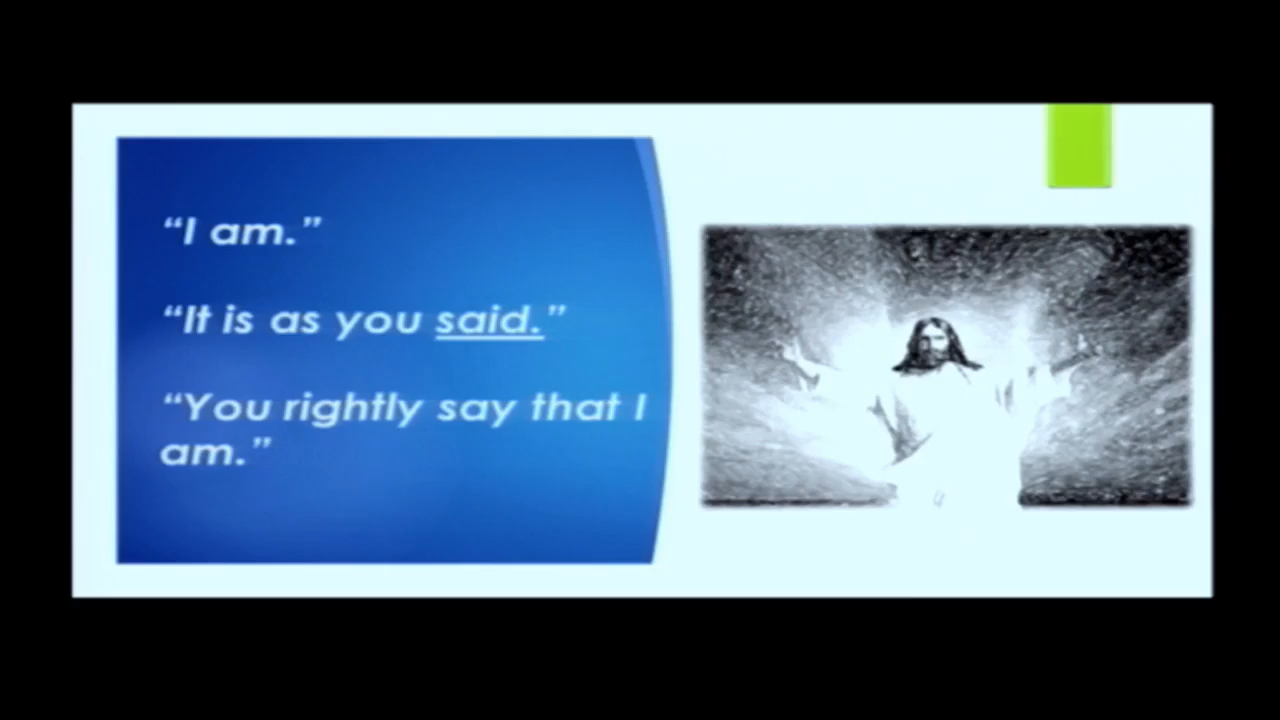 “I am.”
“It is as you said.”
“You rightly say that I
am.”